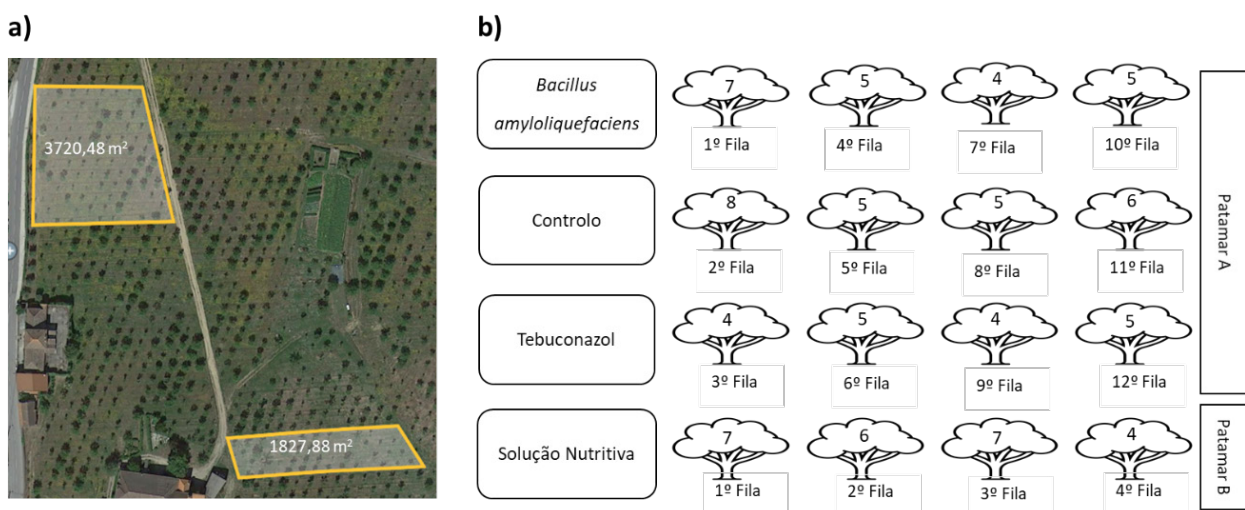 a)
3720,48 m²
1827,88 m²
b)
Bacillus
amyloliquefaciens
7
5
4
5
1º Fila
4º Fila
7º Fila
10º Fila
Controlo
8
5
5
6
2º Fila
5º Fila
8º Fila
11º Fila
Tebuconazol
4
5
4
5
3º Fila
6º Fila
9º Fila
12º Fila
Patamar A
Solução Nutritiva
7
6
7
4
1º Fila
2º Fila
3º Fila
4º Fila
Patamar B